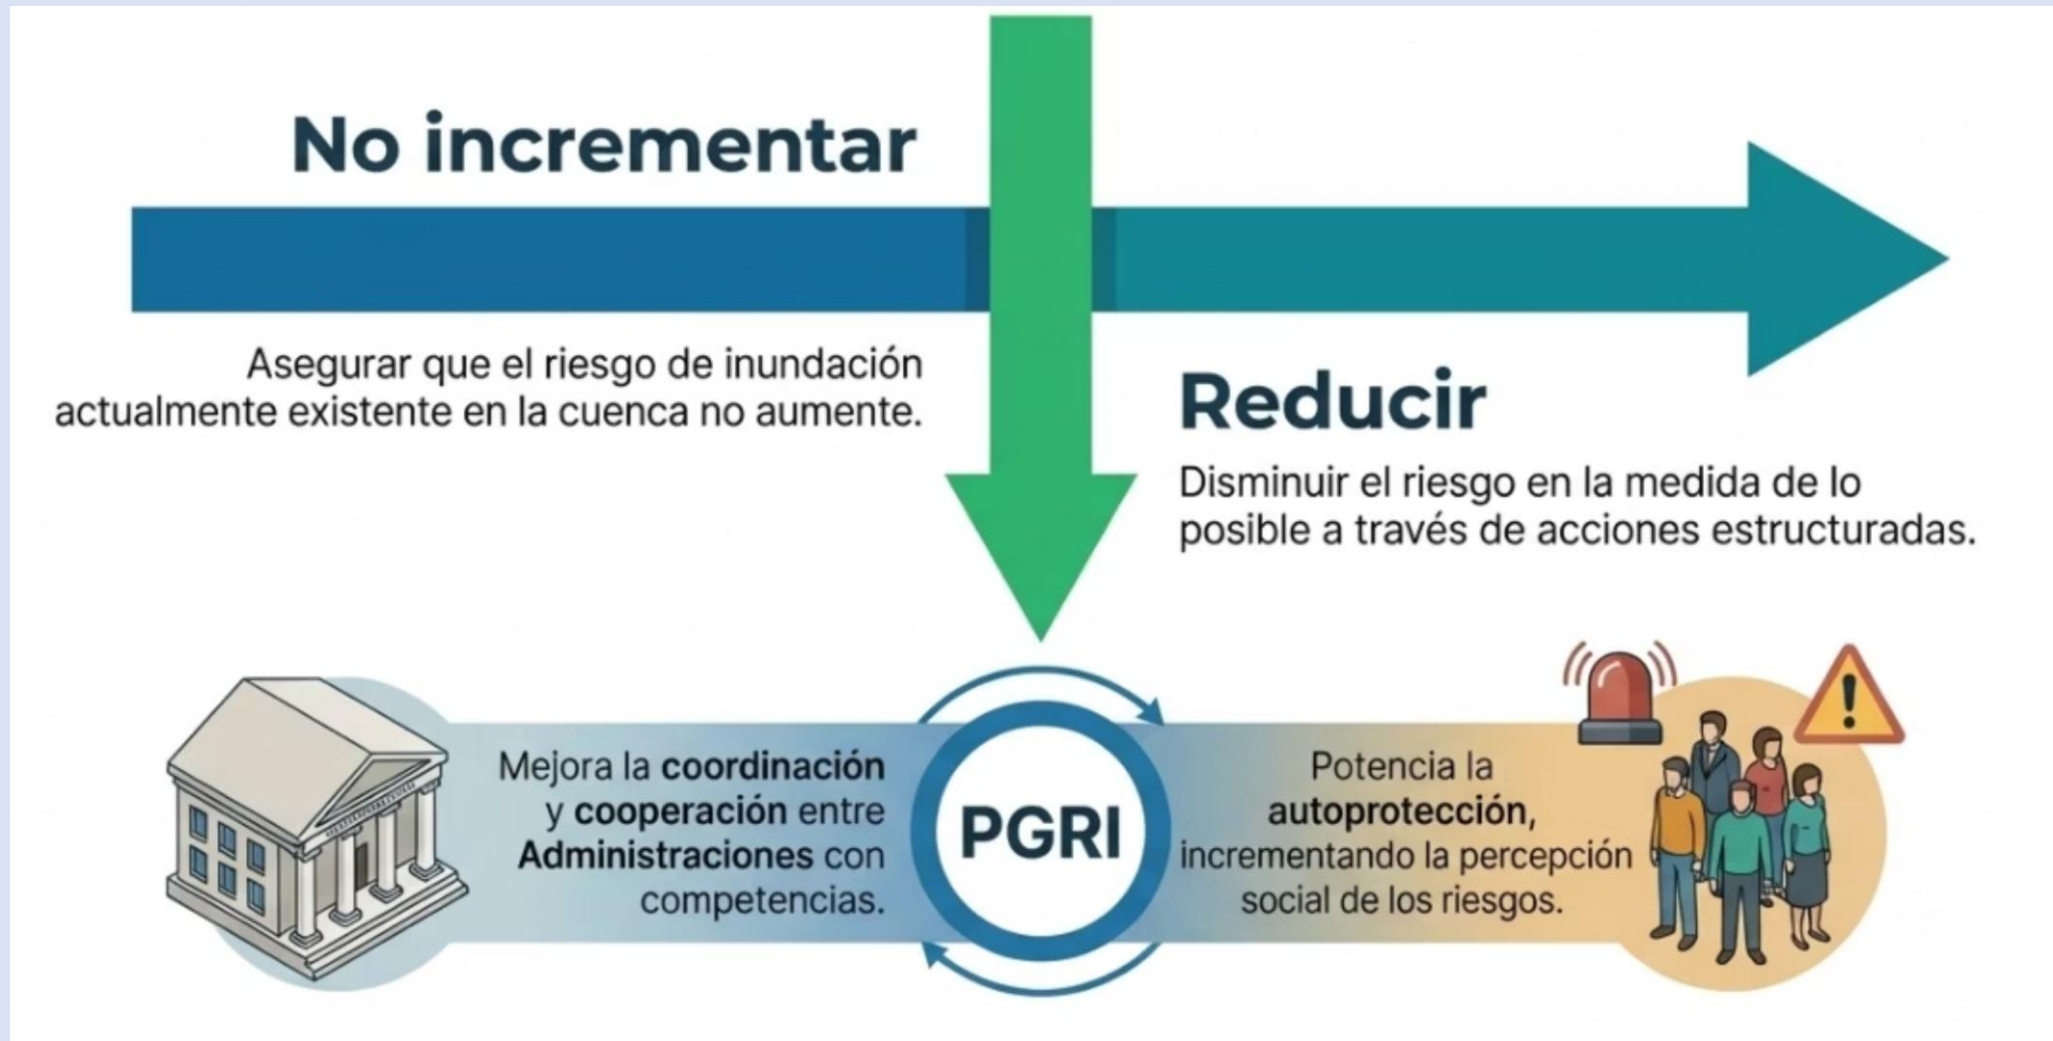 No incrementar
Asegurar que el riesgo de inundación
actualmente existente en la cuenca no aumente.
Reducir
Disminuir el riesgo en la medida de lo
posible a través de acciones estructuradas.
Mejora la coordinación
y cooperación entre
Administraciones con
competencias.
PGRI
Potencia la
autoprotección,
incrementando la percepción
social de los riesgos.